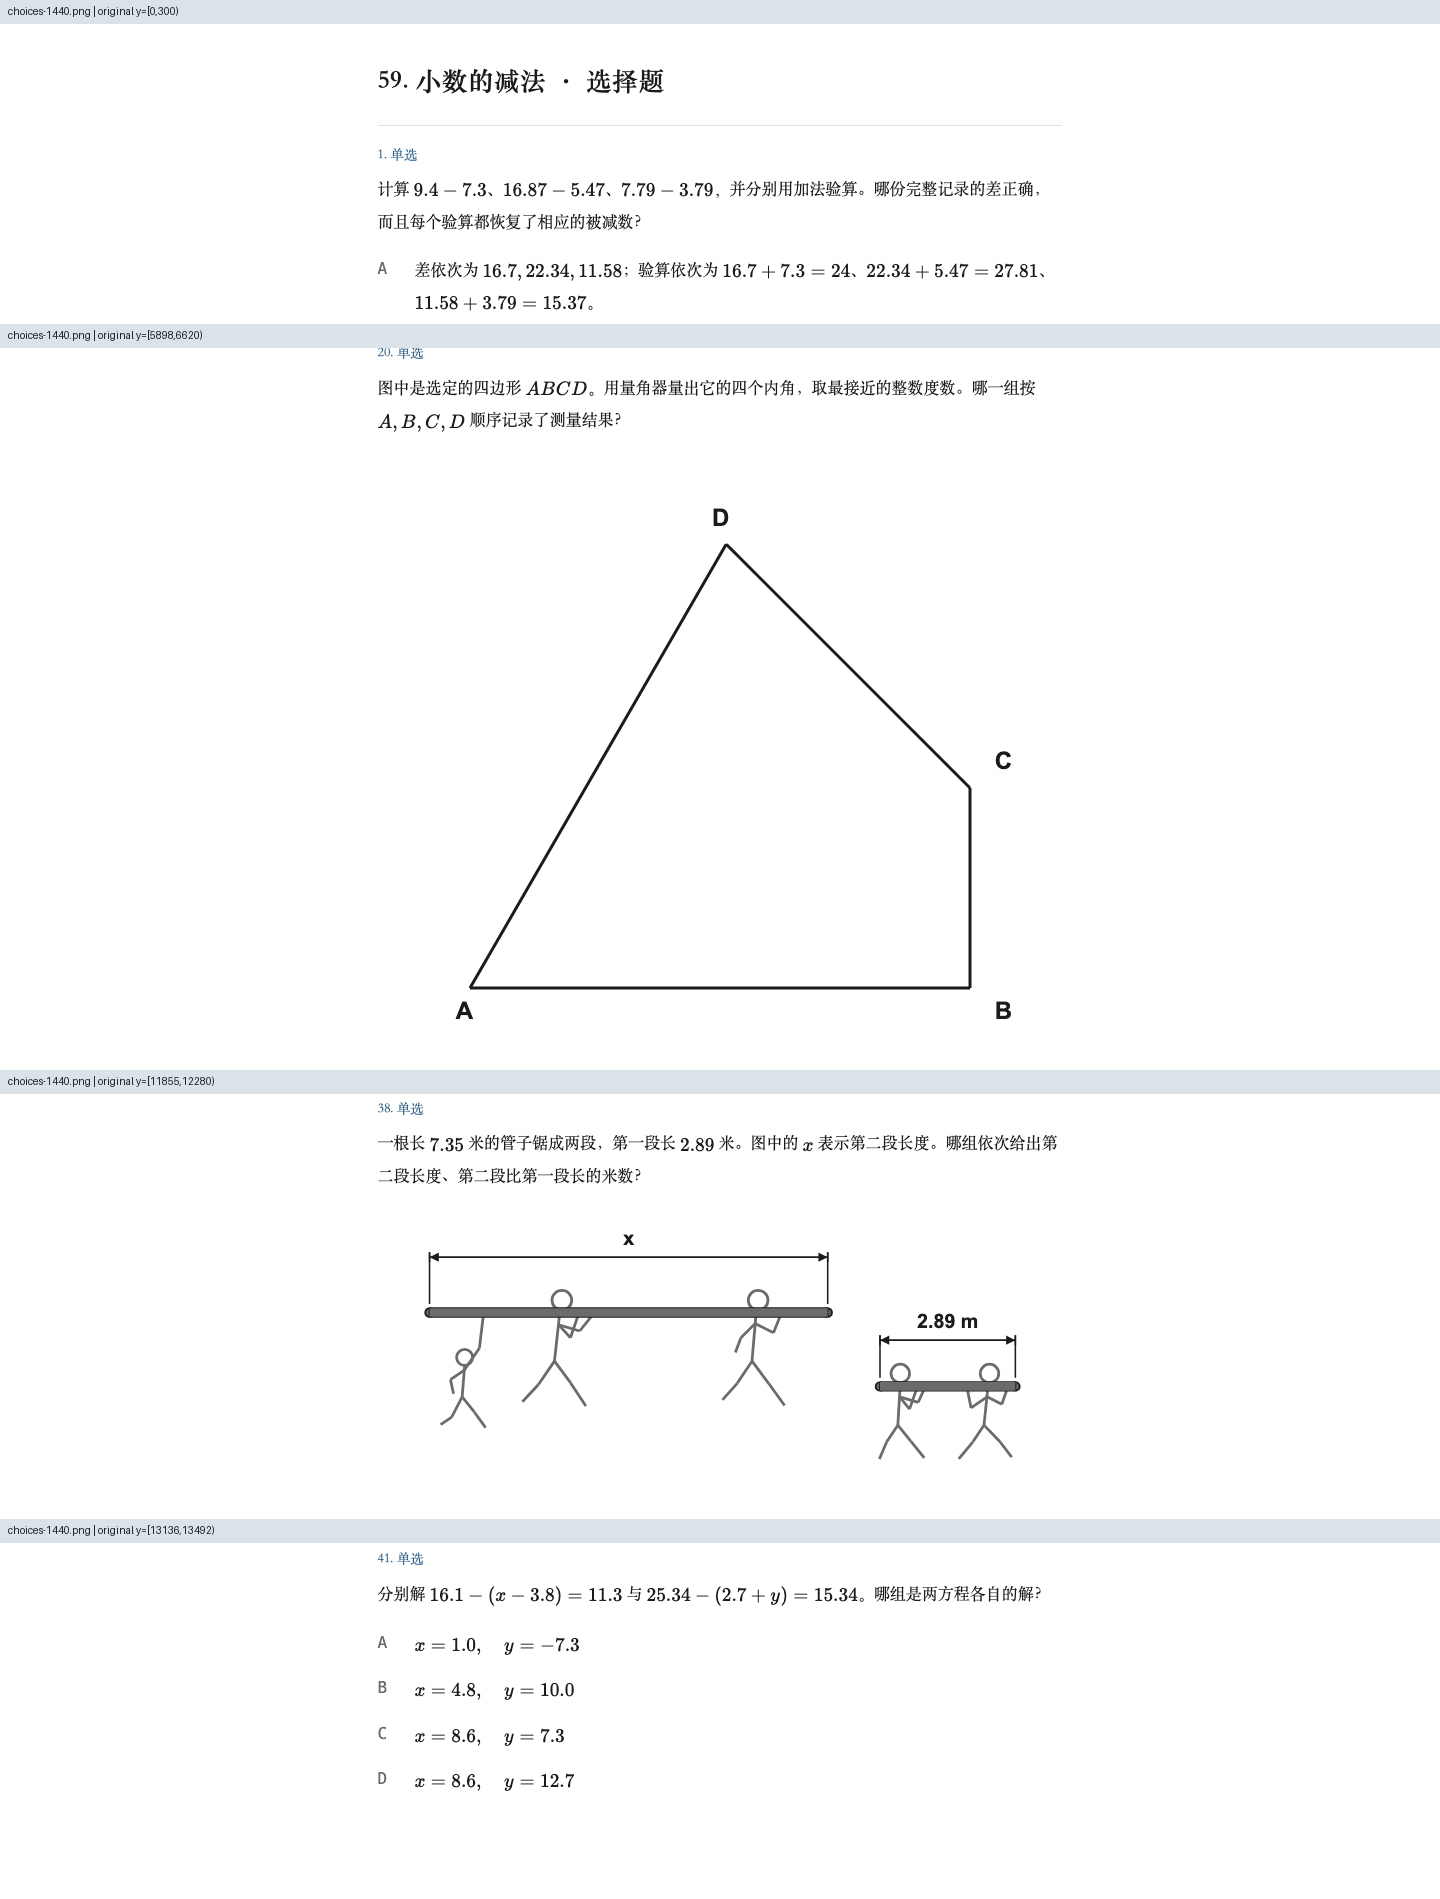 choices-1440.png | original y=[0,300)
59. 小数的减法 · 选择题
1. 单选
计算 9.4 − 7.3、16.87 − 5.47、7.79 − 3.79，并分别用加法验算。哪份完整记录的差正确，
而且每个验算都恢复了相应的被减数？
A 差依次为 16.7, 22.34, 11.58；验算依次为 16.7 + 7.3 = 24、22.34 + 5.47 = 27.81、
11.58 + 3.79 = 15.37。
choices-1440.png | original y=[5898,6620)
20. 单选
图中是选定的四边形 ABCD。用量角器量出它的四个内角，取最接近的整数度数。哪一组按
A, B, C, D 顺序记录了测量结果？
D
C
A
B
choices-1440.png | original y=[11855,12280)
38. 单选
一根长 7.35 米的管子锯成两段，第一段长 2.89 米。图中的 x 表示第二段长度。哪组依次给出第
二段长度、第二段比第一段长的米数？
x
2.89 m
choices-1440.png | original y=[13136,13492)
41. 单选
分别解 16.1 − (x − 3.8) = 11.3 与 25.34 − (2.7 + y) = 15.34。哪组是两方程各自的解？
A x = 1.0, y = −7.3
B x = 4.8, y = 10.0
C x = 8.6, y = 7.3
D x = 8.6, y = 12.7